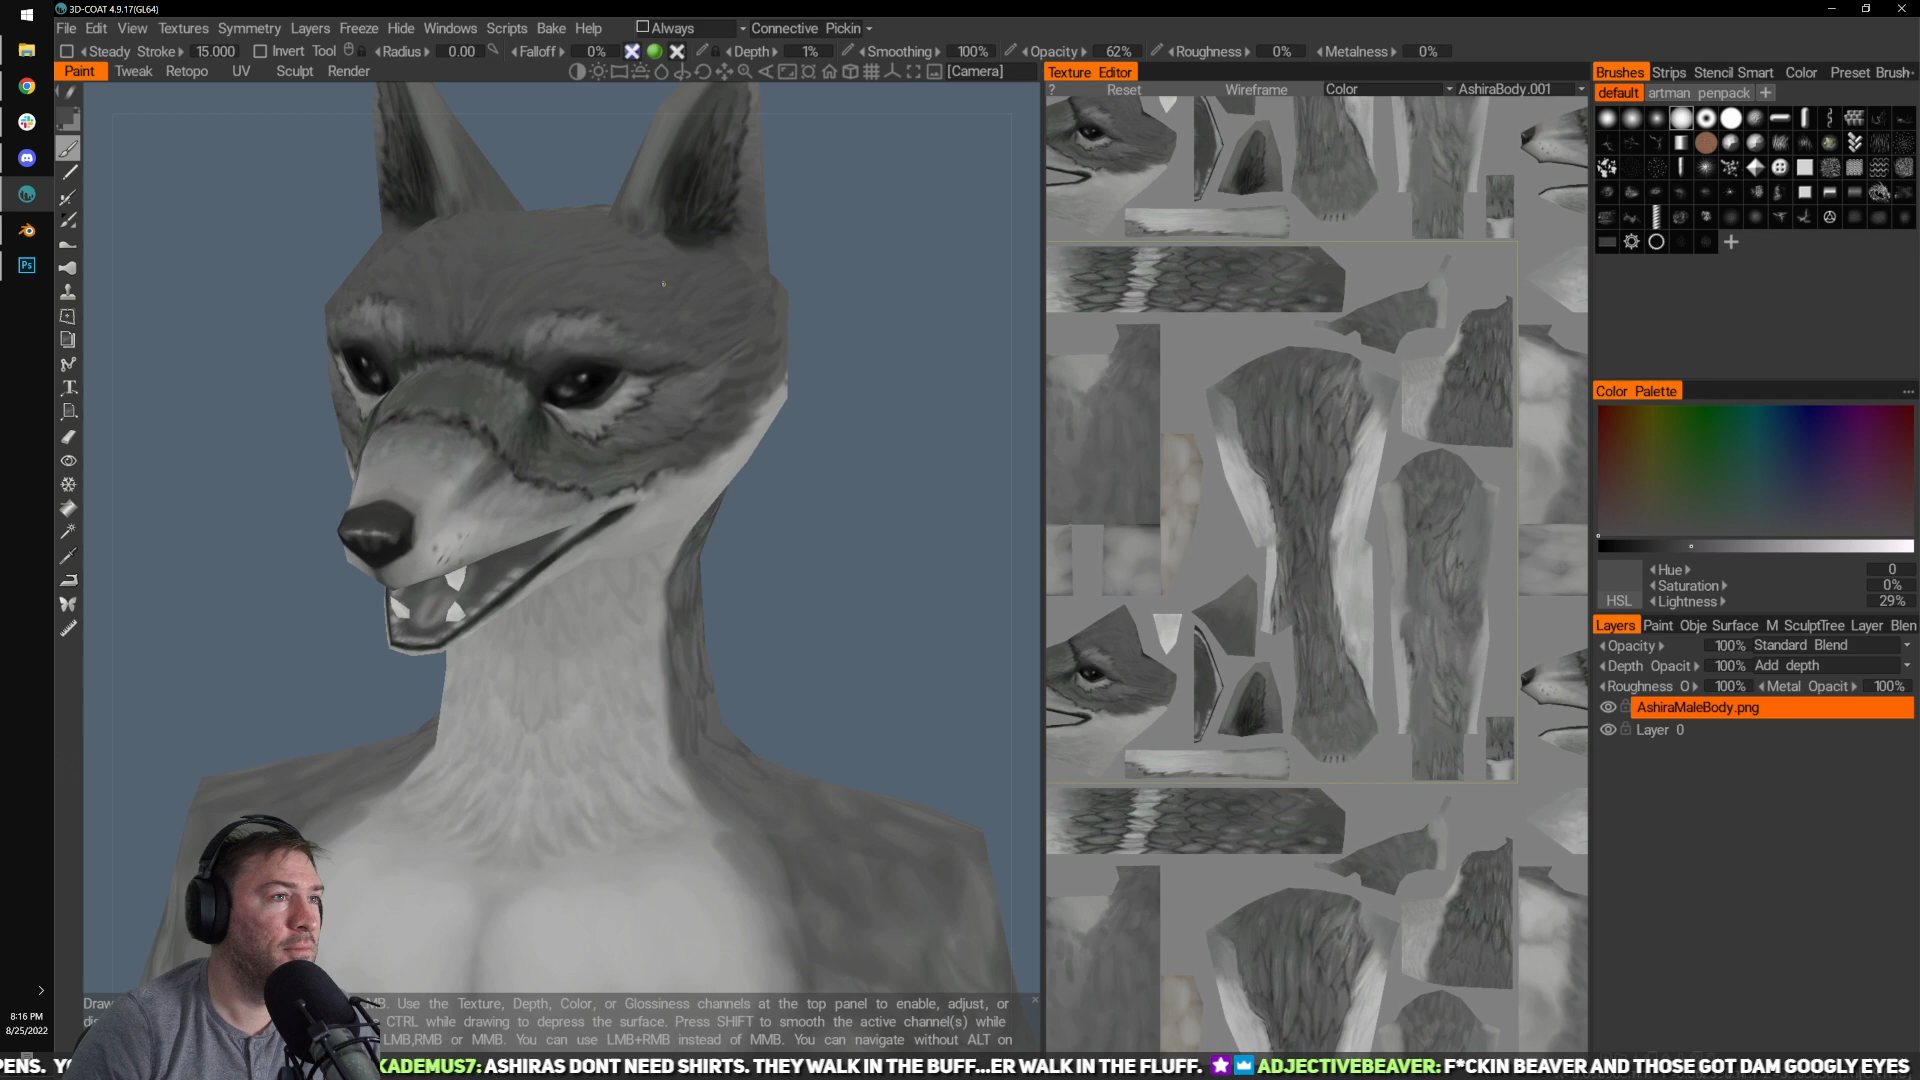 3D-COAT 4.9.17(GL64)
File Edit View Textures Symmetry Layers Freeze Hide Windows Scripts Bake Help Always Connective Pickin
Steady Stroke 15.000 Invert Tool Radius 0.00 Falloff 0% Depth 1% Smoothing 100% Opacity 62% Roughness 0% Metalness 0%
Paint Tweak Retopo UV Sculpt Render [Camera]
Texture Editor
? Reset Wireframe Color AshiraBody.001
Brushes Strips Stencil Smart Color Preset Brush
default artman penpack +
Color Palette
Hue 0
Saturation 0%
HSL Lightness 29%
Layers Paint Obje Surface M SculptTree Layer Blen
Opacity 100% Standard Blend
Depth Opacit 100% Add depth
Roughness O 100% Metal Opacit 100%
AshiraMaleBody.png
Layer 0
Ps
Draw MB. Use the Texture, Depth, Color, or Glossiness channels at the top panel to enable, adjust, or
CTRL while drawing to depress the surface. Press SHIFT to smooth the active channel(s) while
LMB,RMB or MMB. You can use LMB+RMB instead of MMB. You can navigate without ALT on
8:16 PM
8/25/2022
PENS. KADEMUS7: ASHIRAS DONT NEED SHIRTS. THEY WALK IN THE BUFF...ER WALK IN THE FLUFF. ADJECTIVEBEAVER: F*CKIN BEAVER AND THOSE GOT DAM GOOGLY EYES